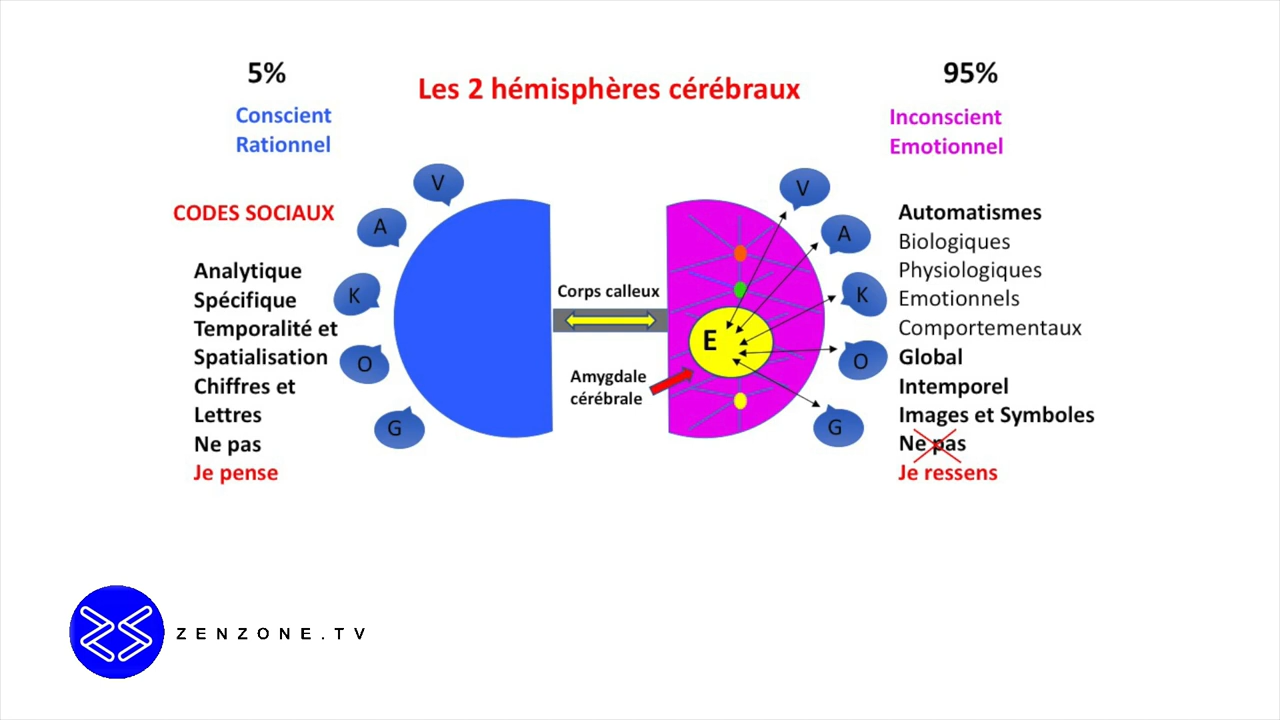 Les 2 hémisphères cérébraux
5%
Conscient
Rationnel
CODES SOCIAUX
Analytique
Spécifique
Temporalité et
Spatialisation
Chiffres et
Lettres
Ne pas
Je pense
V
A
K
O
G
Corps calleux
Amygdale
cérébrale
E
V
A
K
O
G
95%
Inconscient
Emotionnel
Automatismes
Biologiques
Physiologiques
Emotionnels
Comportementaux
Global
Intemporel
Images et Symboles
Ne pas
Je ressens
ZENZONE.TV